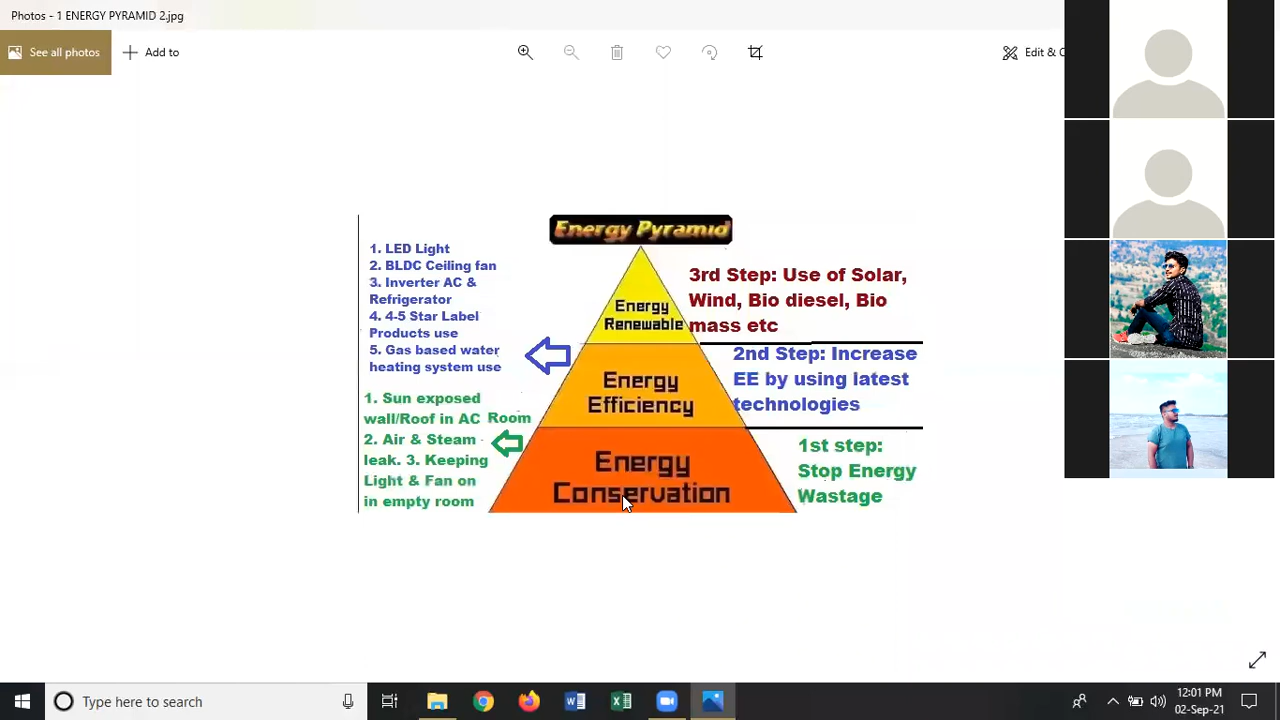 Photos - 1 ENERGY PYRAMID 2.jpg
See all photos
Add to
Edit & C
Energy Pyramid
1. LED Light
2. BLDC Ceiling fan
3. Inverter AC &
Refrigerator
4. 4-5 Star Label
Products use
5. Gas based water
heating system use
1. Sun exposed
wall/Roof in AC Room
2. Air & Steam
leak. 3. Keeping
Light & Fan on
in empty room
Energy
Renewable
Energy
Efficiency
Energy
Conservation
3rd Step: Use of Solar,
Wind, Bio diesel, Bio
mass etc
2nd Step: Increase
EE by using latest
technologies
1st step:
Stop Energy
Wastage
Type here to search
12:01 PM
02-Sep-21